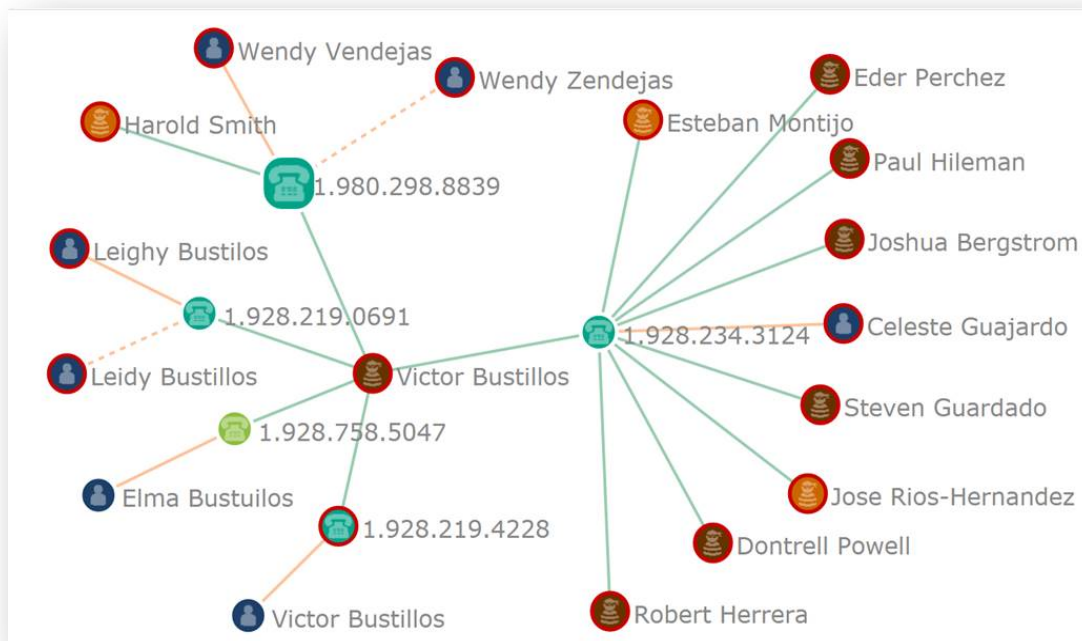 Wendy Vendejas
Wendy Zendejas
Eder Perchez
Harold Smith
Esteban Montijo
Paul Hileman
1.980.298.8839
Leighy Bustilos
Joshua Bergstrom
1.928.219.0691
Celeste Guajardo
1.928.234.3124
Leidy Bustillos
Victor Bustillos
Steven Guardado
1.928.758.5047
Elma Bustuilos
Jose Rios-Hernandez
1.928.219.4228
Dontrell Powell
Victor Bustillos
Robert Herrera